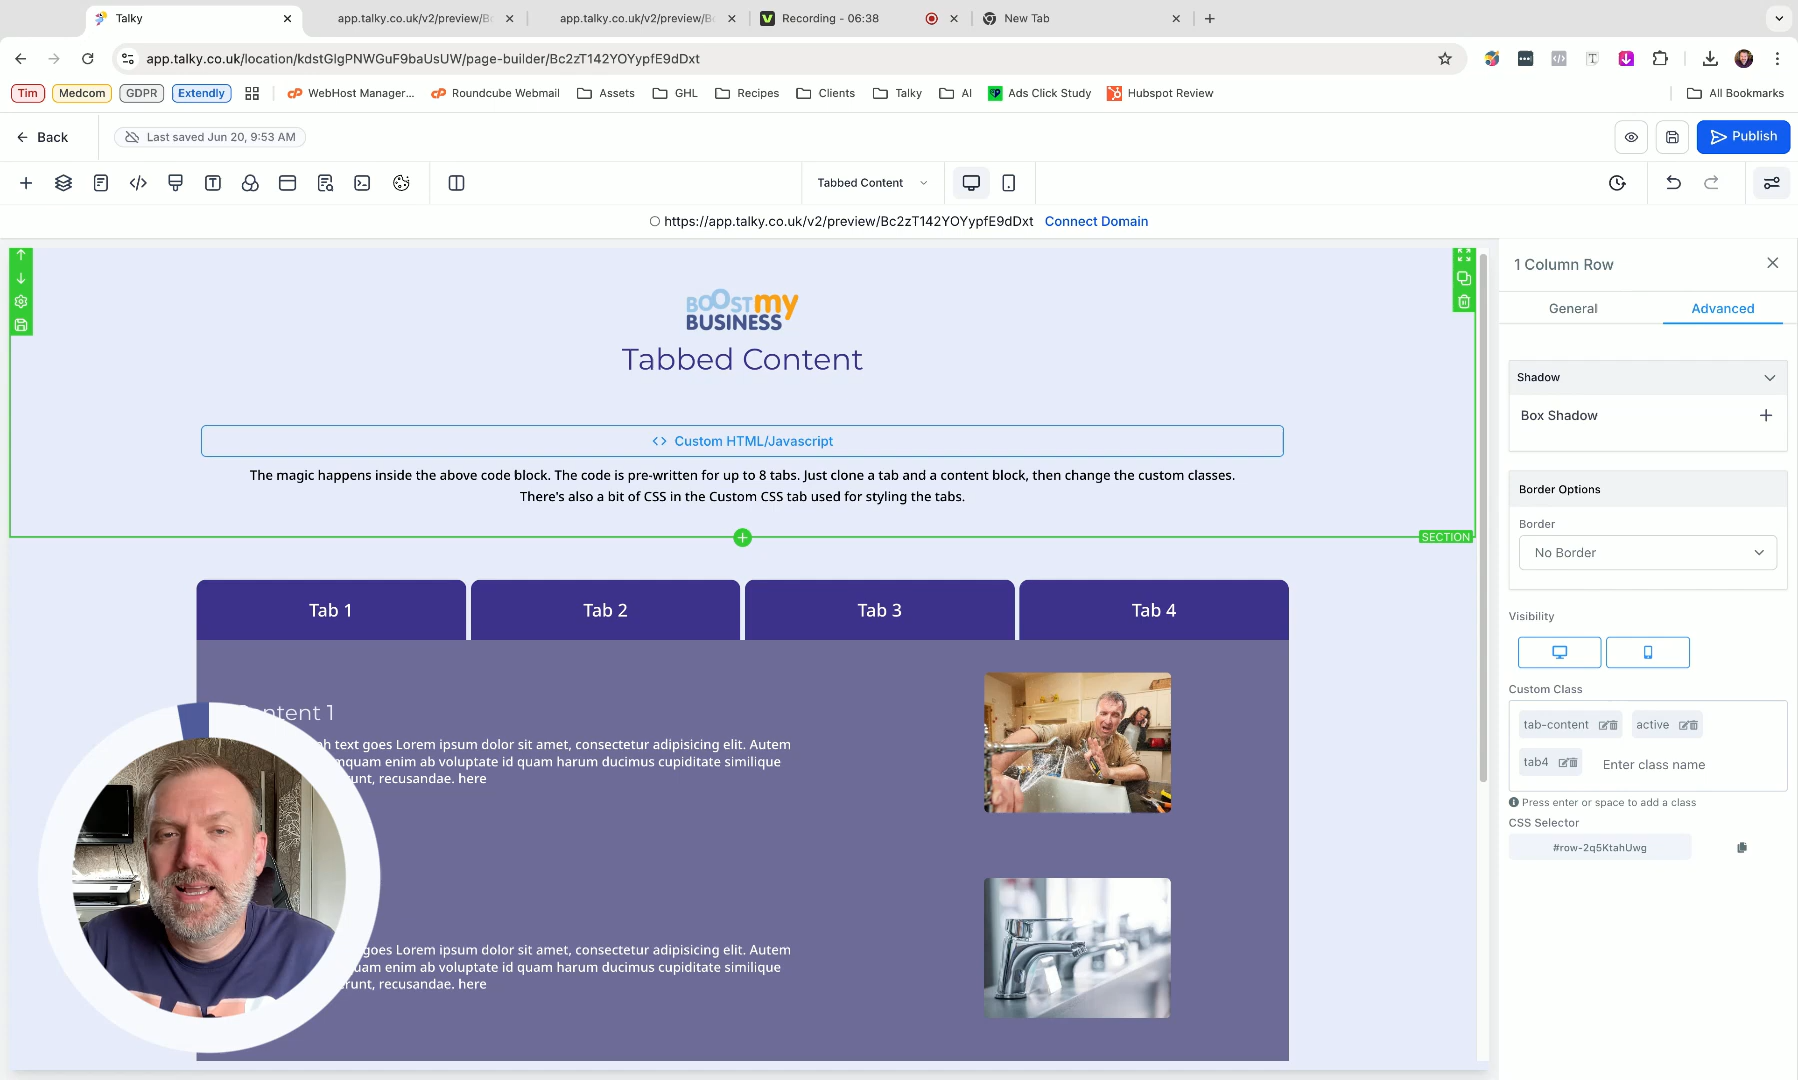 Talky
app.talky.co.uk/v2/preview/Bc
app.talky.co.uk/v2/preview/Bc
Recording - 06:38
New Tab
app.talky.co.uk/location/kdstGlgPNWGuF9baUsUW/page-builder/Bc2zT142YOYypfE9dDxt
Tim
Medcom
GDPR
Extendly
WebHost Manager...
Roundcube Webmail
Assets
GHL
Recipes
Clients
Talky
AI
Ads Click Study
Hubspot Review
All Bookmarks
Back
Last saved Jun 20, 9:53 AM
Publish
Tabbed Content
https://app.talky.co.uk/v2/preview/Bc2zT142YOYypfE9dDxt Connect Domain
1 Column Row
General
Advanced
Shadow
Box Shadow
Border Options
Border
No Border
Visibility
Custom Class
tab-content
active
tab4
Enter class name
Press enter or space to add a class
CSS Selector
#row-2q5KtahUwg
BOOSTmy
BUSINESS
Tabbed Content
Custom HTML/Javascript
The magic happens inside the above code block. The code is pre-written for up to 8 tabs. Just clone a tab and a content block, then change the custom classes.
There's also a bit of CSS in the Custom CSS tab used for styling the tabs.
SECTION
Tab 1
Tab 2
Tab 3
Tab 4
ntent 1
h text goes Lorem ipsum dolor sit amet, consectetur adipisicing elit. Autem
mquam enim ab voluptate id quam harum ducimus cupiditate similique
runt, recusandae. here
goes Lorem ipsum dolor sit amet, consectetur adipisicing elit. Autem
uam enim ab voluptate id quam harum ducimus cupiditate similique
runt, recusandae. here